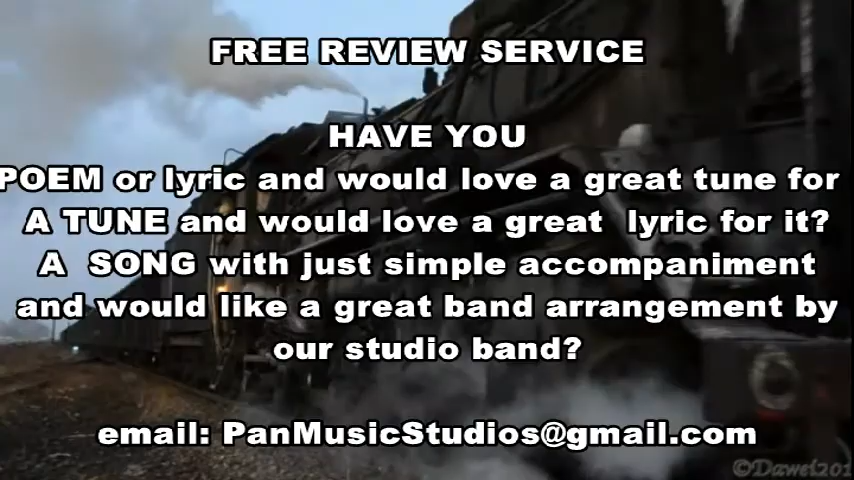 FREE REVIEW SERVICE
HAVE YOU
POEM or lyric and would love a great tune for
A TUNE and would love a great lyric for it?
A SONG with just simple accompaniment
and would like a great band arrangement by
our studio band?
email: PanMusicStudios@gmail.com
©Dawei201